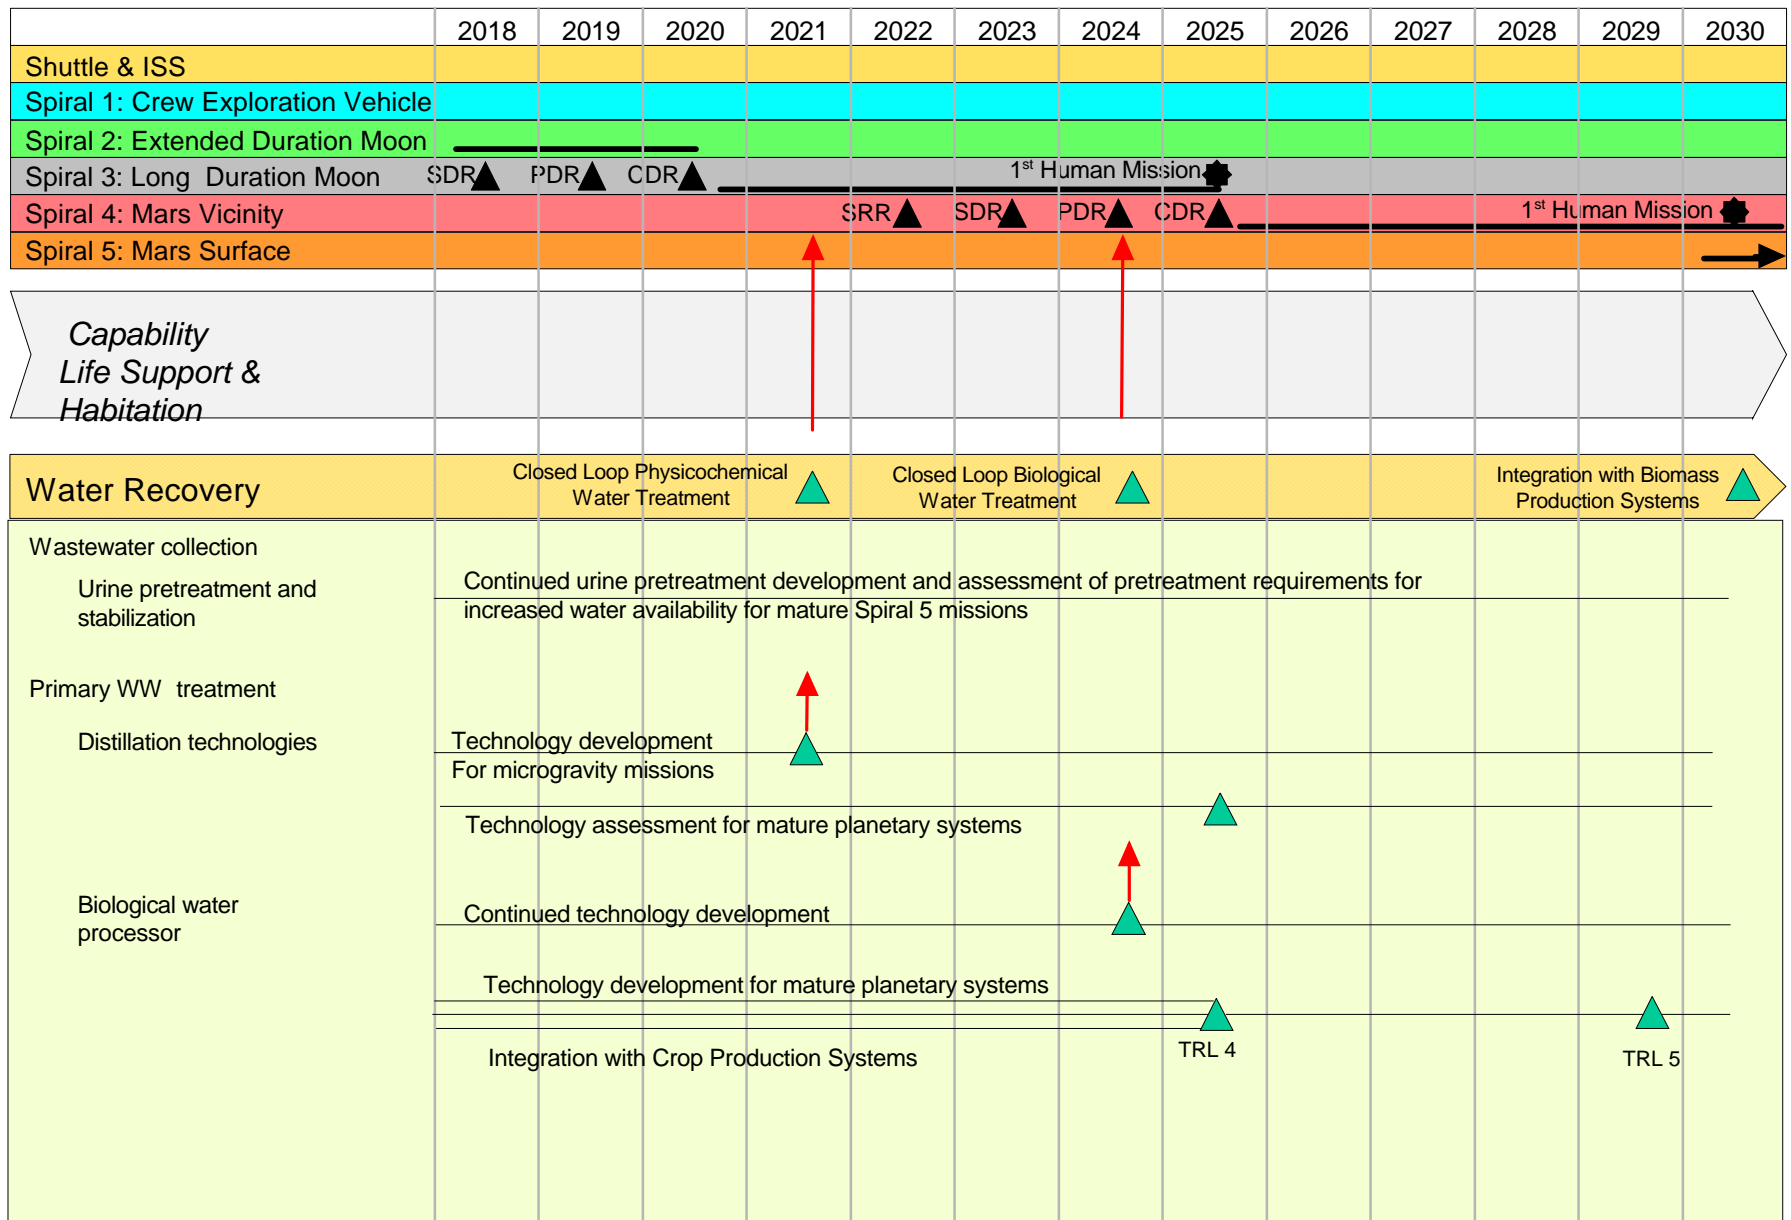 2018 2019 2020 2021 2022 2023 2024 2025 2026 2027 2028 2029 2030
Shuttle & ISS
Spiral 1: Crew Exploration Vehicle
Spiral 2: Extended Duration Moon
Spiral 3: Long Duration Moon SDR PDR CDR 1st Human Mission
Spiral 4: Mars Vicinity SRR SDR PDR CDR 1st Human Mission
Spiral 5: Mars Surface
Capability
Life Support &
Habitation
Water Recovery
Closed Loop Physicochemical
Water Treatment
Closed Loop Biological
Water Treatment
Integration with Biomass
Production Systems
Wastewater collection
Urine pretreatment and
stabilization
Continued urine pretreatment development and assessment of pretreatment requirements for
increased water availability for mature Spiral 5 missions
Primary WW treatment
Distillation technologies
Technology development
For microgravity missions
Technology assessment for mature planetary systems
Biological water
processor
Continued technology development
Technology development for mature planetary systems
Integration with Crop Production Systems
TRL 4
TRL 5